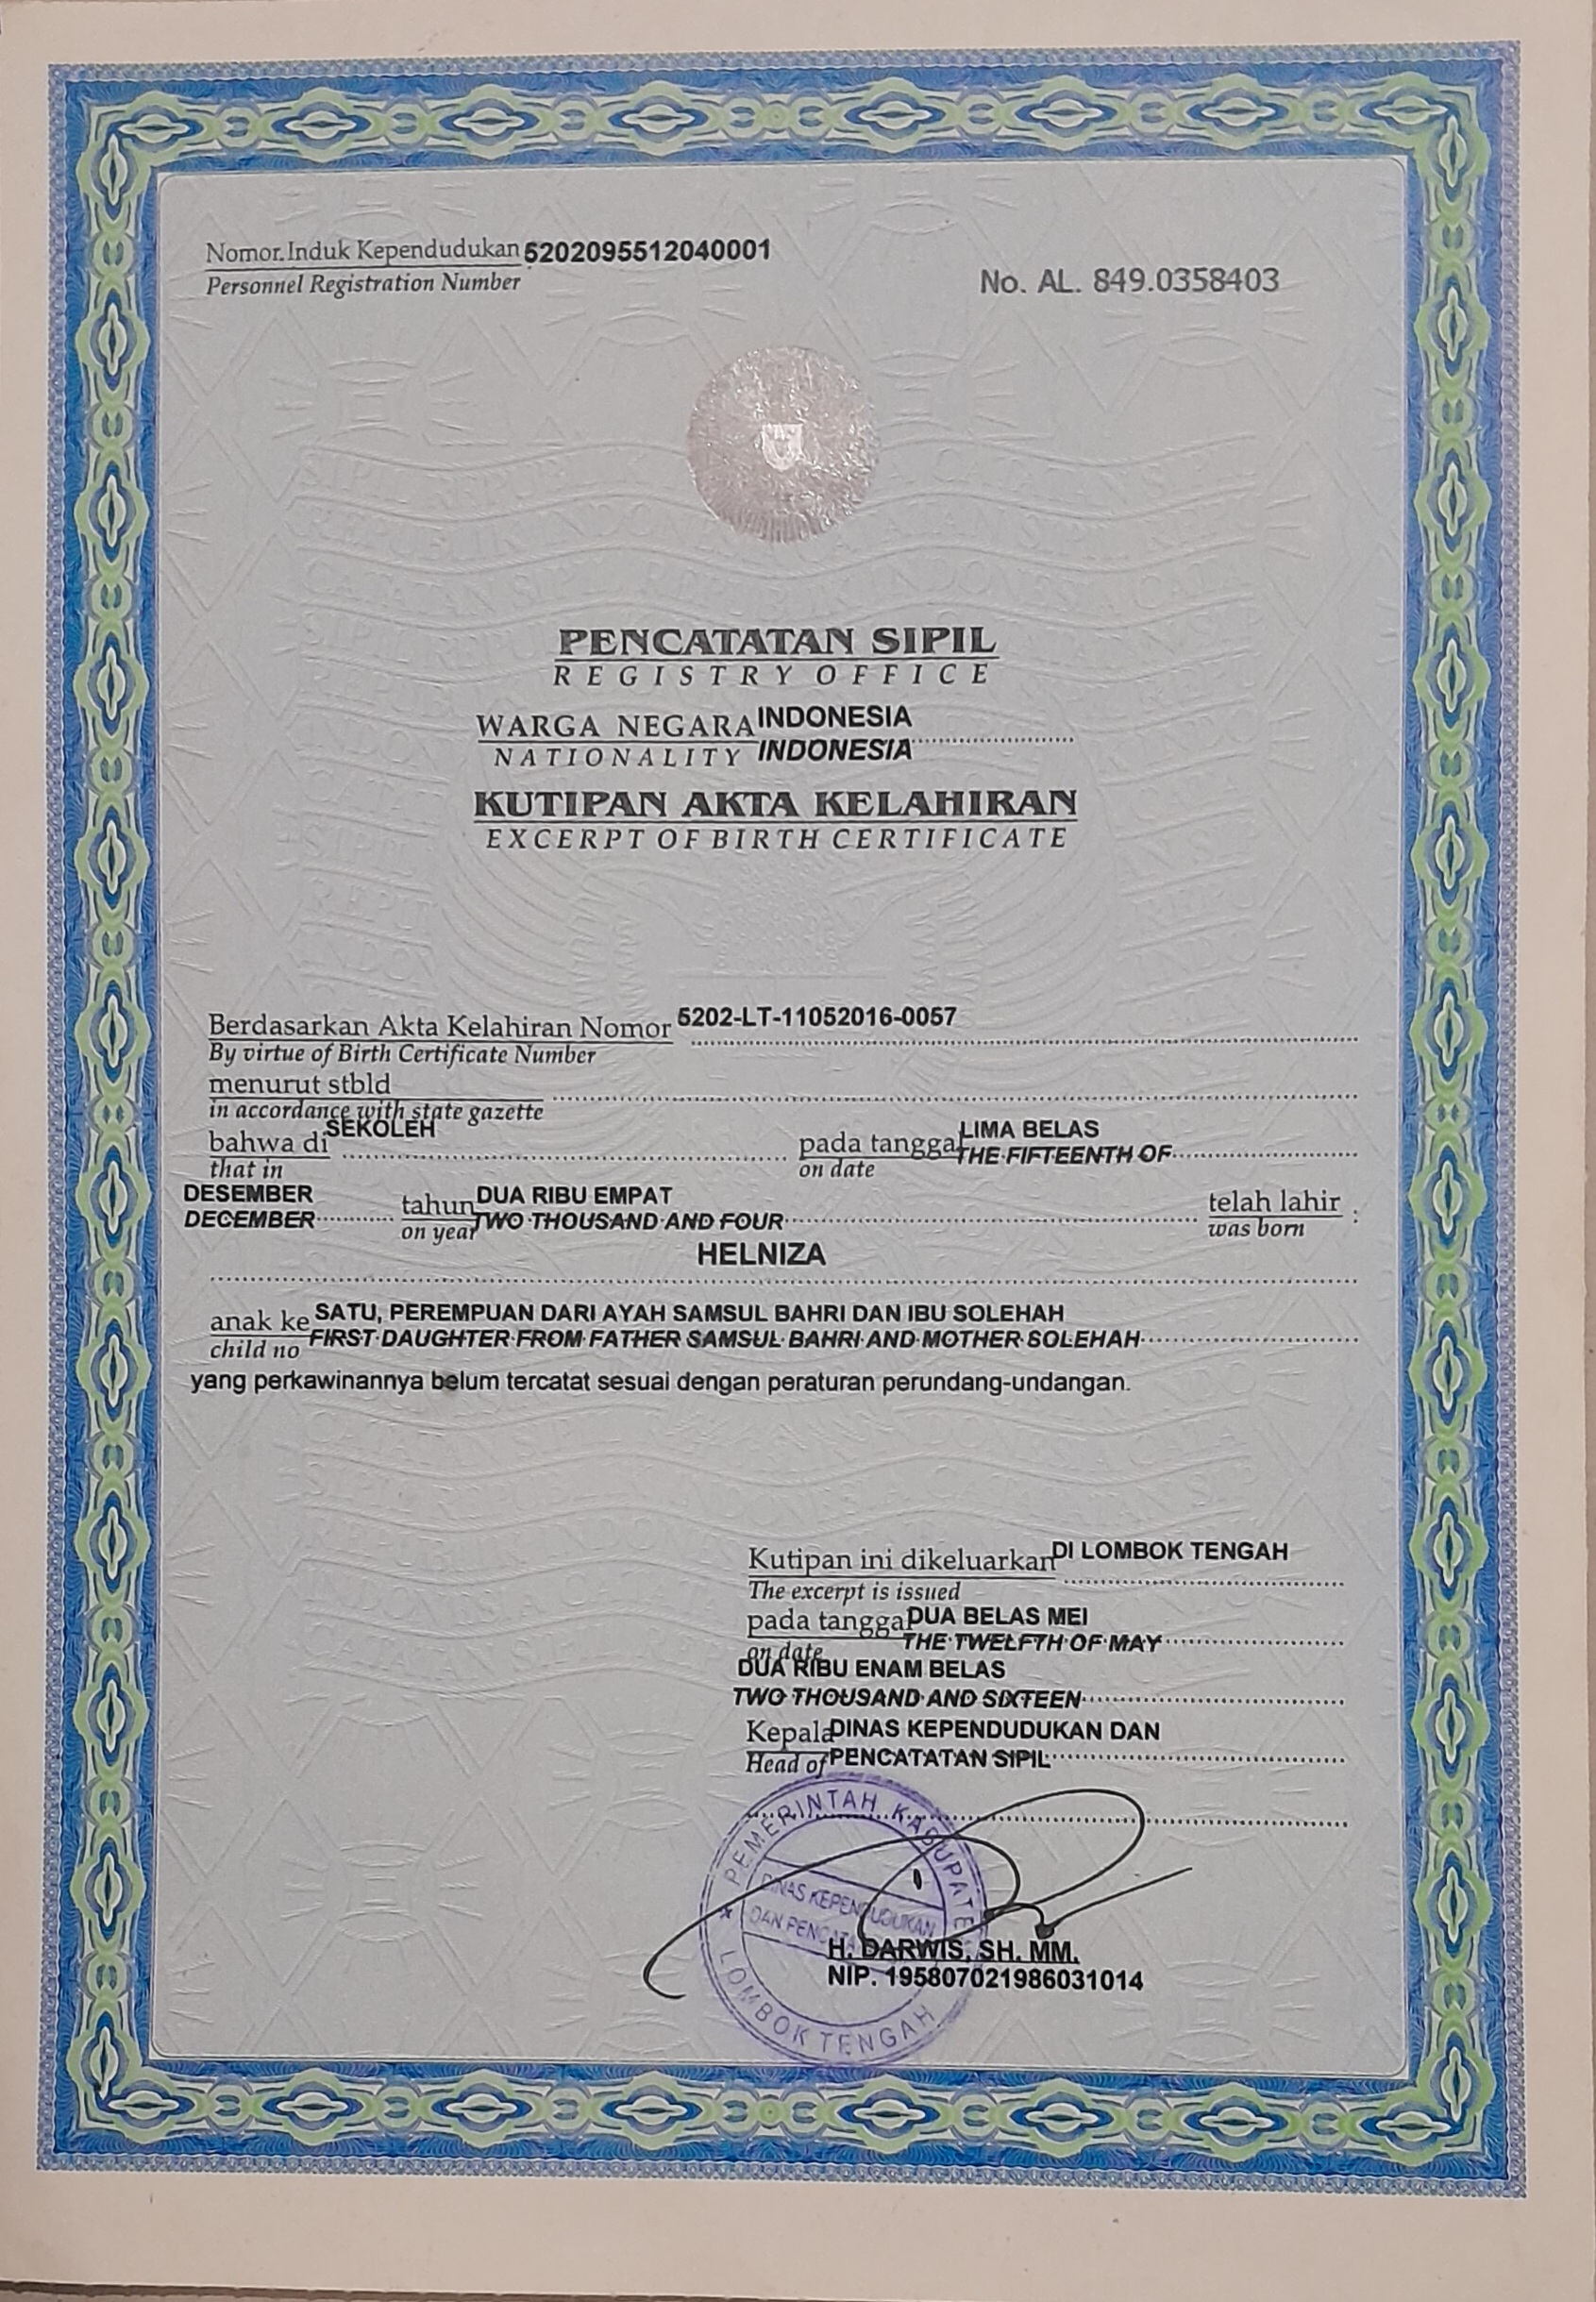 Nomor Induk Kependudukan 5202095512040001
Personnel Registration Number
No. AL. 849.0358403
PENCATATAN SIPIL
REGISTRY OFFICE
WARGA NEGARA INDONESIA
NATIONALITY INDONESIA
KUTIPAN AKTA KELAHIRAN
EXCERPT OF BIRTH CERTIFICATE
Berdasarkan Akta Kelahiran Nomor 5202-LT-11052016-0057
By virtue of Birth Certificate Number
menurut stbld
in accordance with state gazette
bahwa di SEKOLEH pada tanggal LIMA BELAS
that in on date THE FIFTEENTH OF
DESEMBER tahun DUA RIBU EMPAT telah lahir :
DECEMBER on year TWO THOUSAND AND FOUR was born
HELNIZA
anak ke SATU, PEREMPUAN DARI AYAH SAMSUL BAHRI DAN IBU SOLEHAH
child no FIRST DAUGHTER FROM FATHER SAMSUL BAHRI AND MOTHER SOLEHAH
yang perkawinannya belum tercatat sesuai dengan peraturan perundang-undangan.
Kutipan ini dikeluarkan DI LOMBOK TENGAH
The excerpt is issued
pada tanggal DUA BELAS MEI
on date THE TWELFTH OF MAY
DUA RIBU ENAM BELAS
TWO THOUSAND AND SIXTEEN
Kepala DINAS KEPENDUDUKAN DAN
Head of PENCATATAN SIPIL
PEMERINTAH KABUPATE
DINAS KEPENDUDUKAN
DAN PENCATA
LOMBOK TENGAH
H. DARWIS, SH. MM.
NIP. 195807021986031014